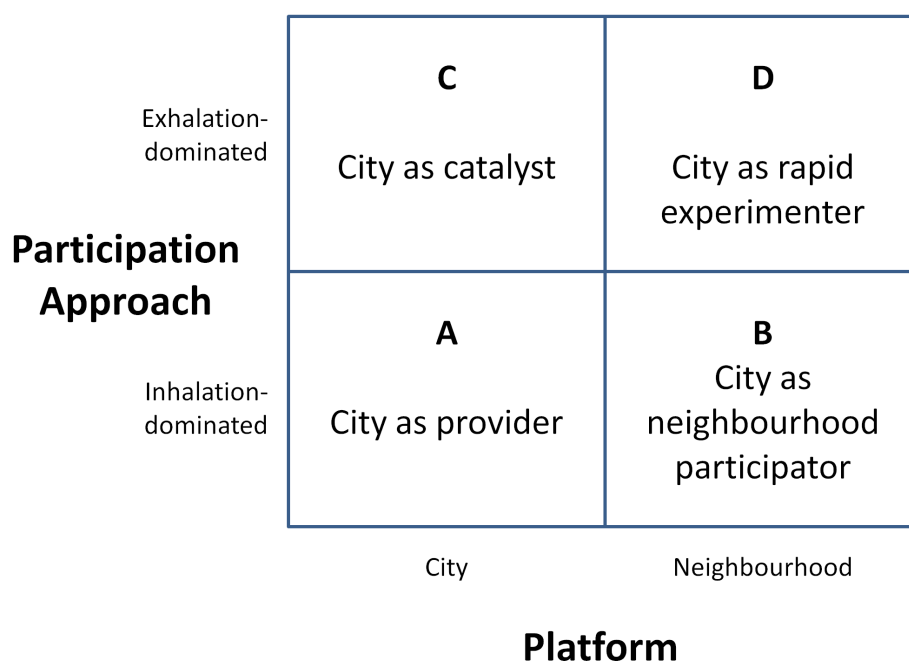 C
D
Exhalation-
dominated
City as catalyst
City as rapid
experimenter
Participation
Approach
A
B
Inhalation-
dominated
City as provider
City as
neighbourhood
participator
City
Neighbourhood
Platform